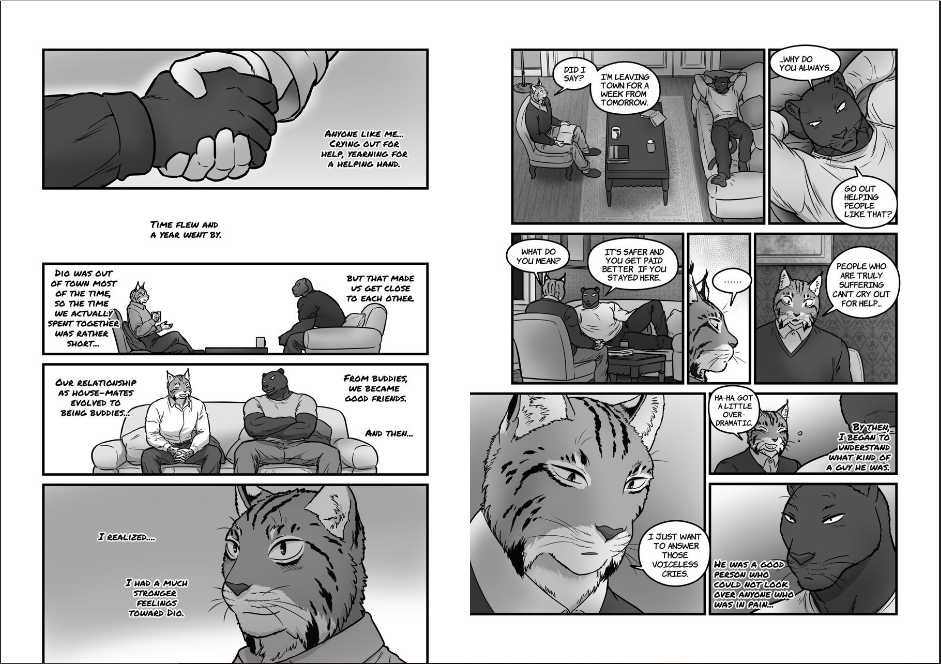 Anyone like me...
Crying out for
help, yearning for
a helping hand.
Time flew and
a year went by.
Dio was out
of town most
of the time,
so the time
we actually
spent together
was rather
short...
But that made
us get close
to each other.
Our relationship
as house-mates
evolved to
being buddies...
From buddies,
we became
good friends.
And then...
I realized....
I had a much
stronger
feelings
toward Dio.
DID I
SAY?
I'M LEAVING
TOWN FOR A
WEEK FROM
TOMORROW.
..WHY DO
YOU ALWAYS..
GO OUT
HELPING
PEOPLE
LIKE THAT?
WHAT DO
YOU MEAN?
IT'S SAFER AND
YOU GET PAID
BETTER IF YOU
STAYED HERE.
......
PEOPLE WHO
ARE TRULY
SUFFERING
CAN'T CRY OUT
FOR HELP..
I JUST WANT
TO ANSWER
THOSE
VOICELESS
CRIES.
HA-HA GOT
A LITTLE
OVER-
DRAMATIC.
By then,
I began to
understand
what kind of
a guy he was.
He was a good
person who
could not look
over anyone who
was in pain...